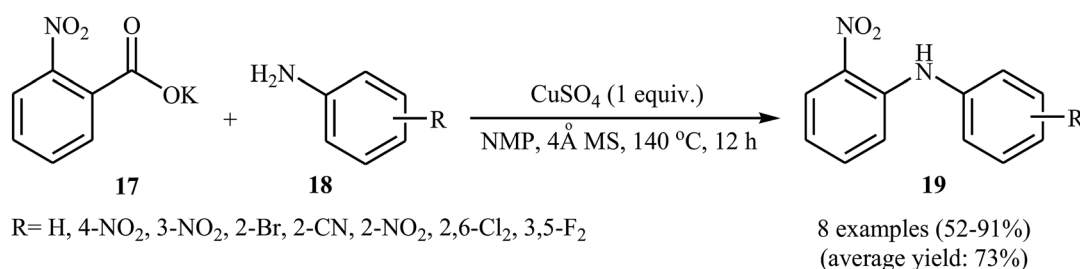 NO₂
O
OK
17
+
H₂N
R
18
CuSO₄ (1 equiv.)
NMP, 4Å MS, 140 °C, 12 h
NO₂
H
N
R
19
R= H, 4-NO₂, 3-NO₂, 2-Br, 2-CN, 2-NO₂, 2,6-Cl₂, 3,5-F₂
8 examples (52-91%)
(average yield: 73%)